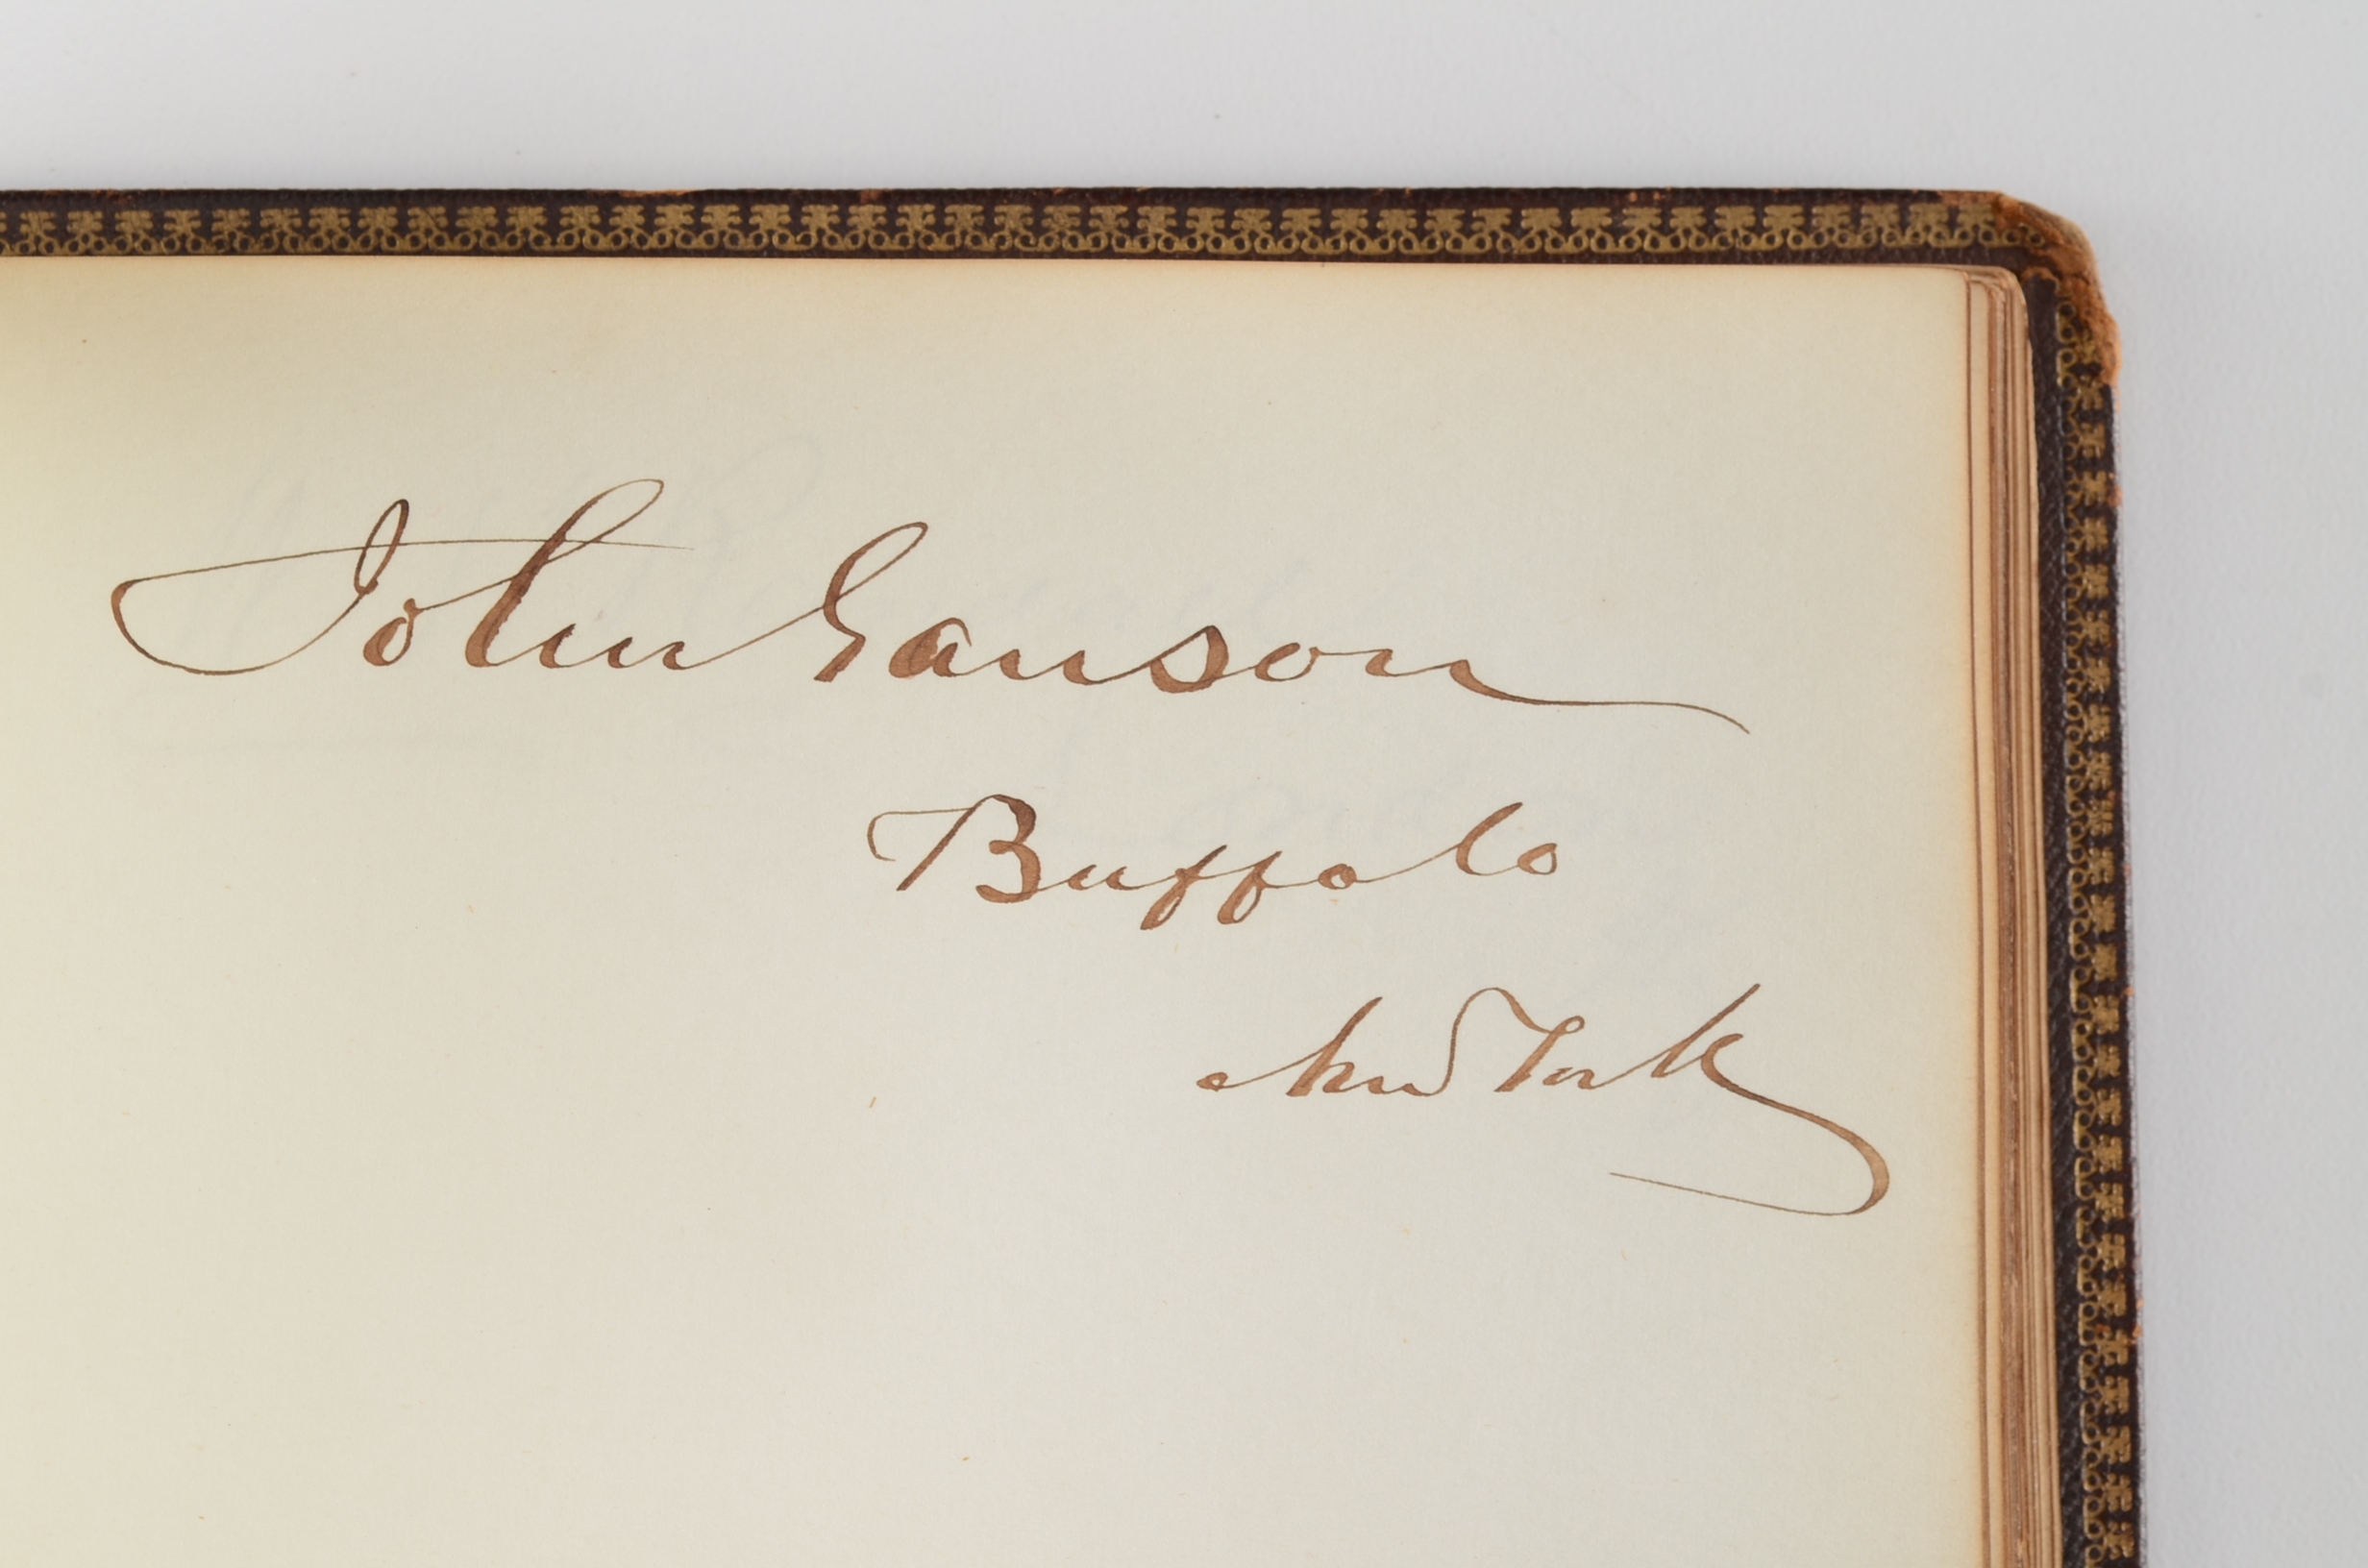 John Ganson
Buffalo
New York